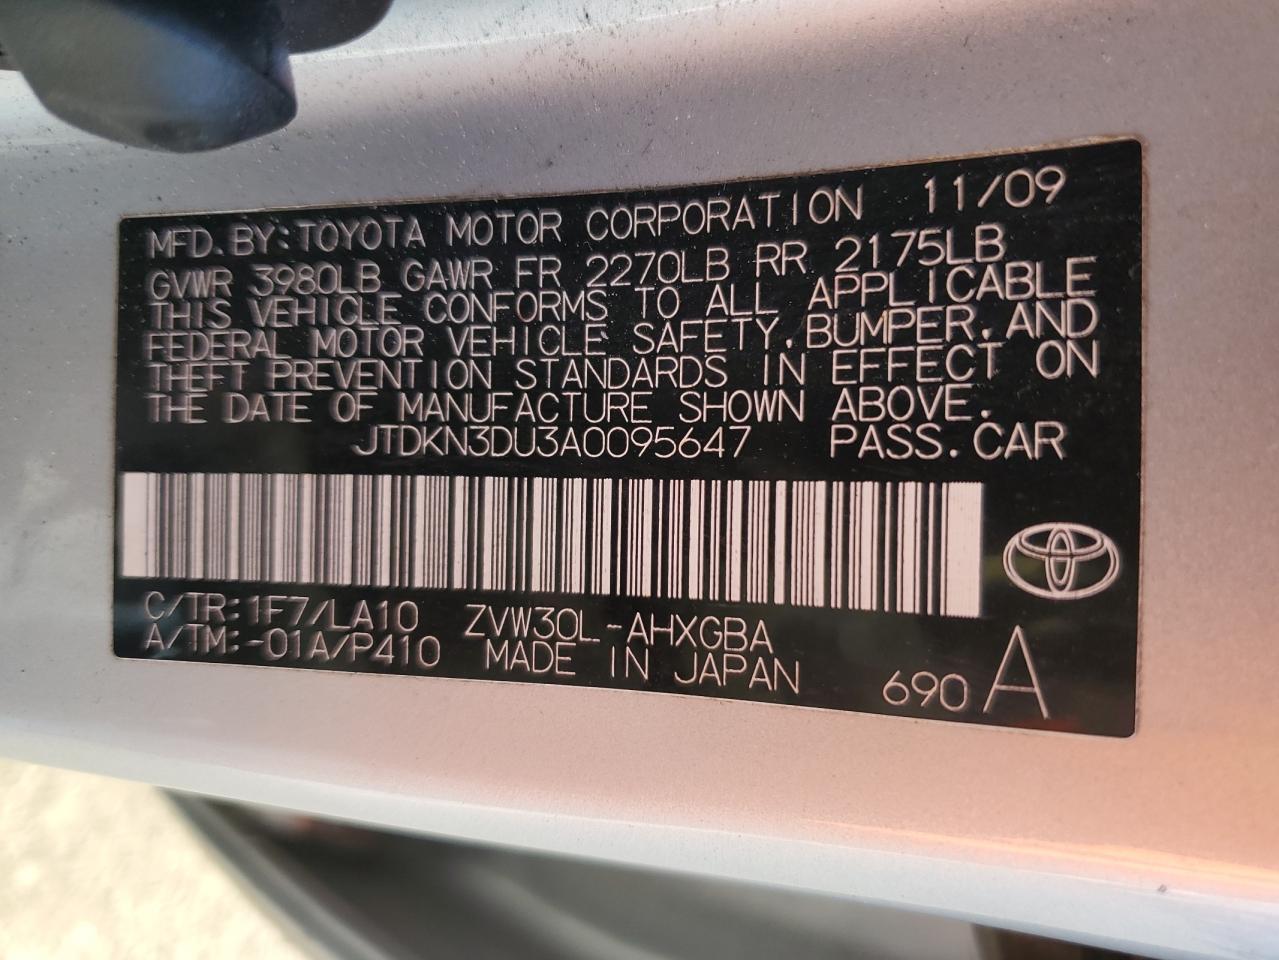 MFD.BY:TOYOTA MOTOR CORPORATION 11/09
GVWR 3980LB GAWR FR 2270LB RR 2175LB
THIS VEHICLE CONFORMS TO ALL APPLICABLE
FEDERAL MOTOR VEHICLE SAFETY,BUMPER,AND
THEFT PREVENTION STANDARDS IN EFFECT ON
THE DATE OF MANUFACTURE SHOWN ABOVE.
JTDKN3DU3A0095647 PASS.CAR
C/TR:1F7/LA10 ZVW30L-AHXGBA
A/TM:-01A/P410 MADE IN JAPAN 690 A